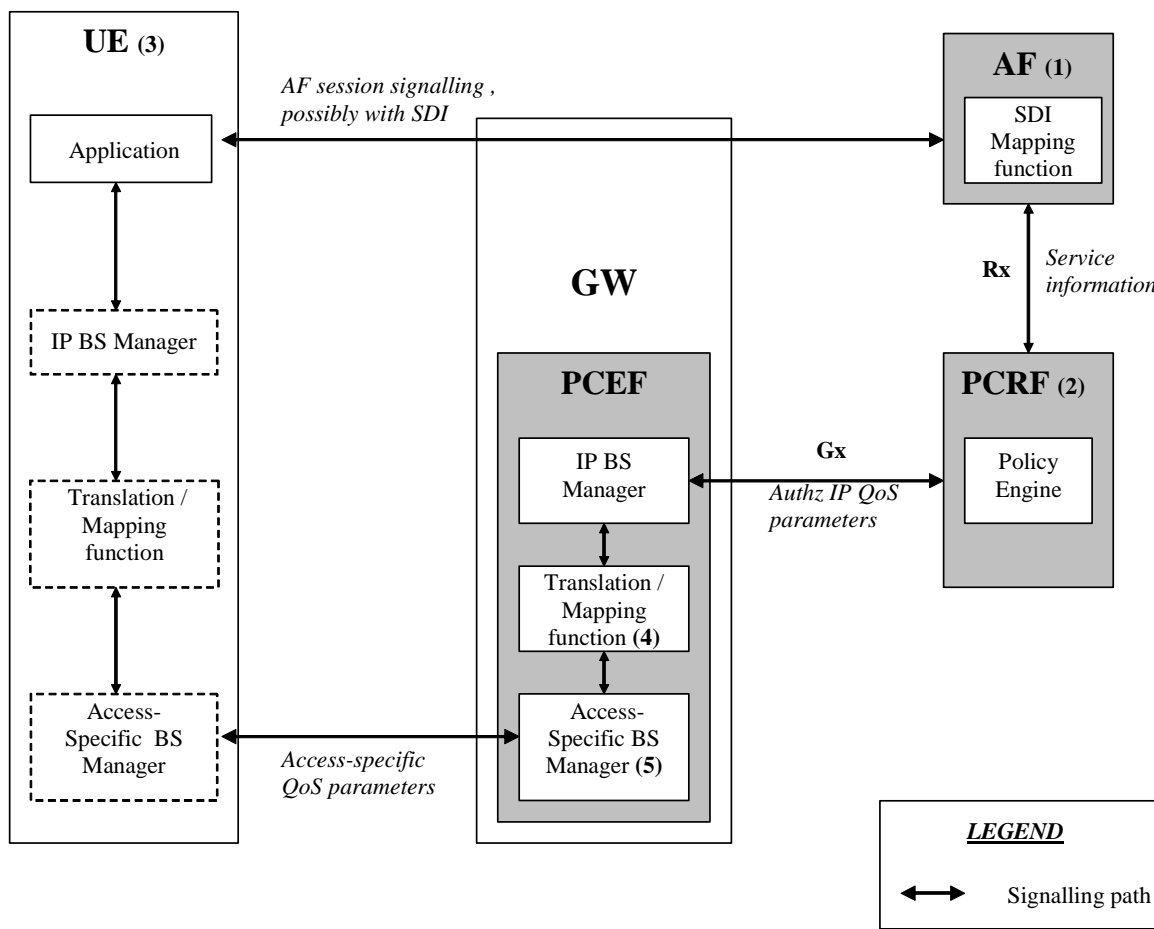 UE (3)
AF session signalling ,
possibly with SDI
AF (1)
SDI
Mapping
function
Application
Rx
Service
information
GW
IP BS Manager
PCEF
PCRF (2)
IP BS
Manager
Gx
Authz IP QoS
parameters
Policy
Engine
Translation /
Mapping
function
Translation /
Mapping
function (4)
Access-
Specific BS
Manager
Access-specific
QoS parameters
Access-
Specific BS
Manager (5)
LEGEND
Signalling path